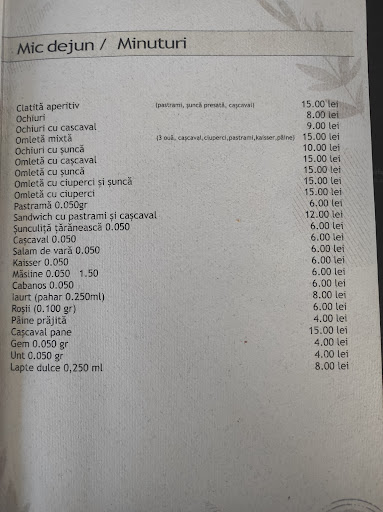 Mic dejun / Minuturi
Clatită aperitiv (pastrami, șuncă presată, cașcaval) 15.00 lei
Ochiuri 8.00 lei
Ochiuri cu cașcaval 9.00 lei
Omletă mixtă (3 ouă, cașcaval,ciuperci,pastrami,kaisser,pâine) 15.00 lei
Ochiuri cu șuncă 10.00 lei
Omletă cu cașcaval 15.00 lei
Omletă cu șuncă 15.00 lei
Omletă cu ciuperci și șuncă 15.00 lei
Omletă cu ciuperci 15.00 lei
Pastramă 0.050gr 6.00 lei
Sandwich cu pastrami și cașcaval 12.00 lei
Șunculiță țărănească 0.050 6.00 lei
Cașcaval 0.050 6.00 lei
Salam de vară 0.050 6.00 lei
Kaisser 0.050 6.00 lei
Măsline 0.050 1.50 6.00 lei
Cabanos 0.050 6.00 lei
Iaurt (pahar 0.250ml) 8.00 lei
Roșii (0.100 gr) 6.00 lei
Pâine prăjită 4.00 lei
Cașcaval pane 15.00 lei
Gem 0.050 gr 4.00 lei
Unt 0.050 gr 4.00 lei
Lapte dulce 0,250 ml 8.00 lei